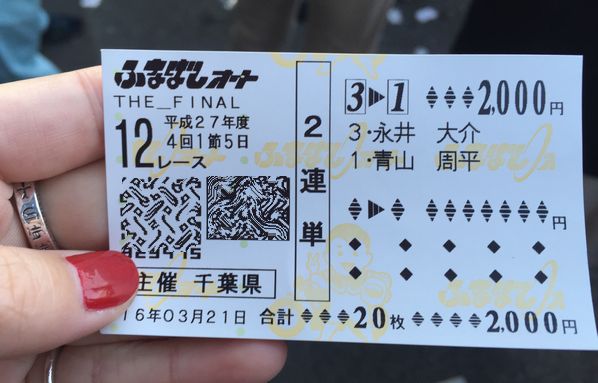 ふなばしオート
THE_FINAL
平成27年度
4回1節5日
12レース
主催 千葉県
16年03月21日
2連単
3▶1 2,000円
3・永井 大介
1・青山 周平
▶ 円
合計 20枚 2,000円